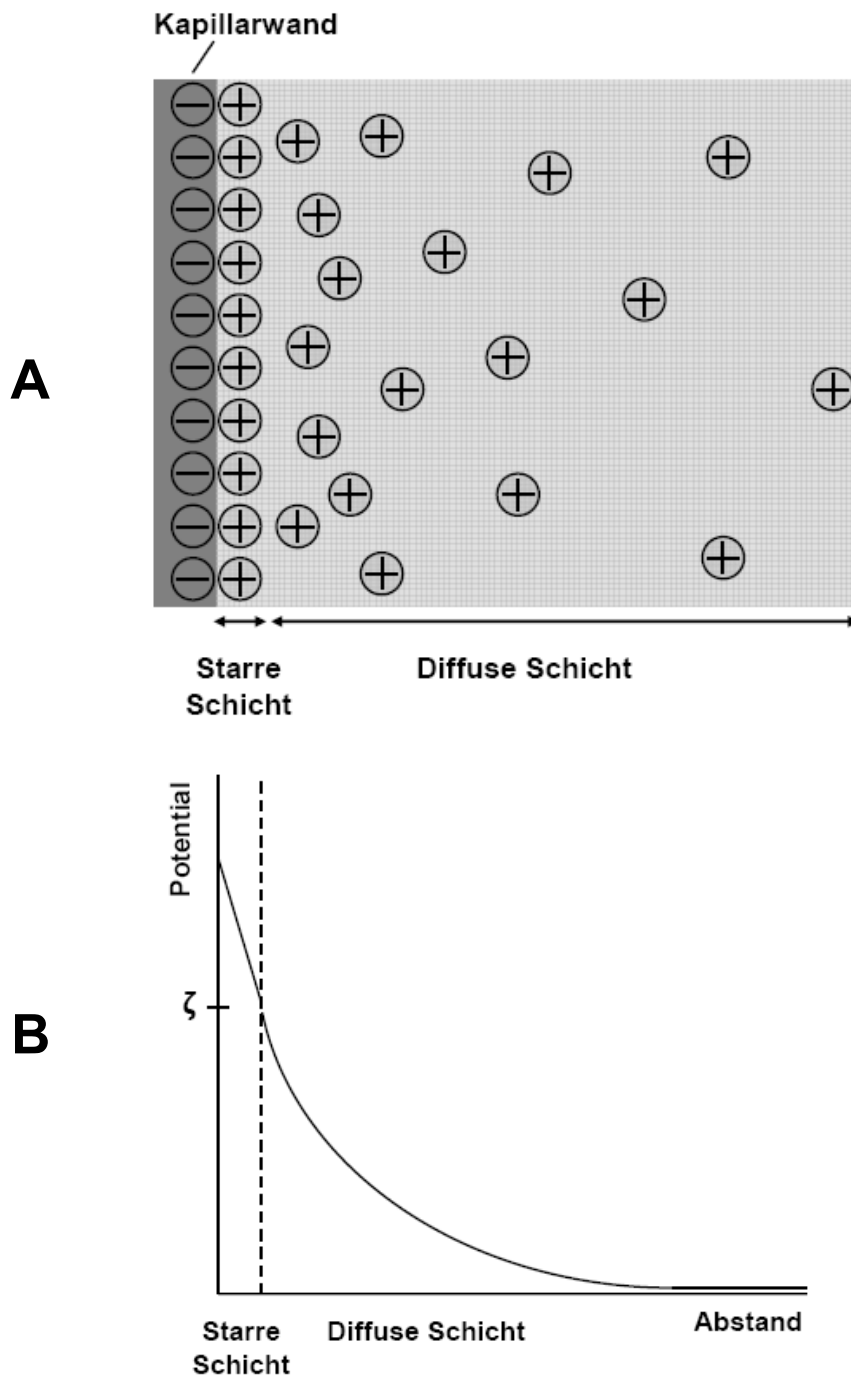 Kapillarwand
A
Starre
Schicht
Diffuse Schicht
Potential
ζ
B
Starre
Schicht
Diffuse Schicht
Abstand